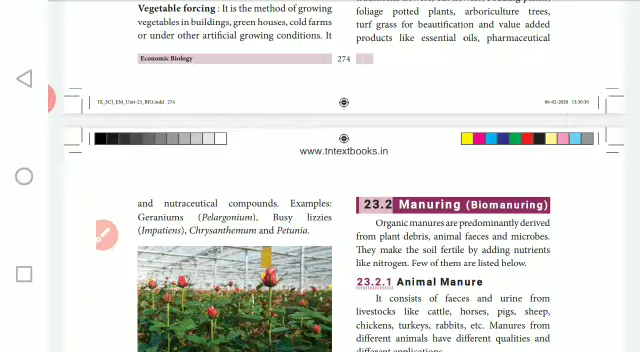 Vegetable forcing : It is the method of growing
vegetables in buildings, green houses, cold farms
or under other artificial growing conditions. It
foliage potted plants, arboriculture trees,
turf grass for beautification and value added
products like essential oils, pharmaceutical
Economic Biology
274
IX_SCI_EM_Unit-23_BIO.indd 274
06-02-2020 13:30:30
www.tntextbooks.in
and nutraceutical compounds. Examples:
Geraniums (Pelargonium), Busy lizzies
(Impatiens), Chrysanthemum and Petunia.
23.2 Manuring (Biomanuring)
Organic manures are predominantly derived
from plant debris, animal faeces and microbes.
They make the soil fertile by adding nutrients
like nitrogen. Few of them are listed below.
23.2.1 Animal Manure
It consists of faeces and urine from
livestocks like cattle, horses, pigs, sheep,
chickens, turkeys, rabbits, etc. Manures from
different animals have different qualities and
different applications.